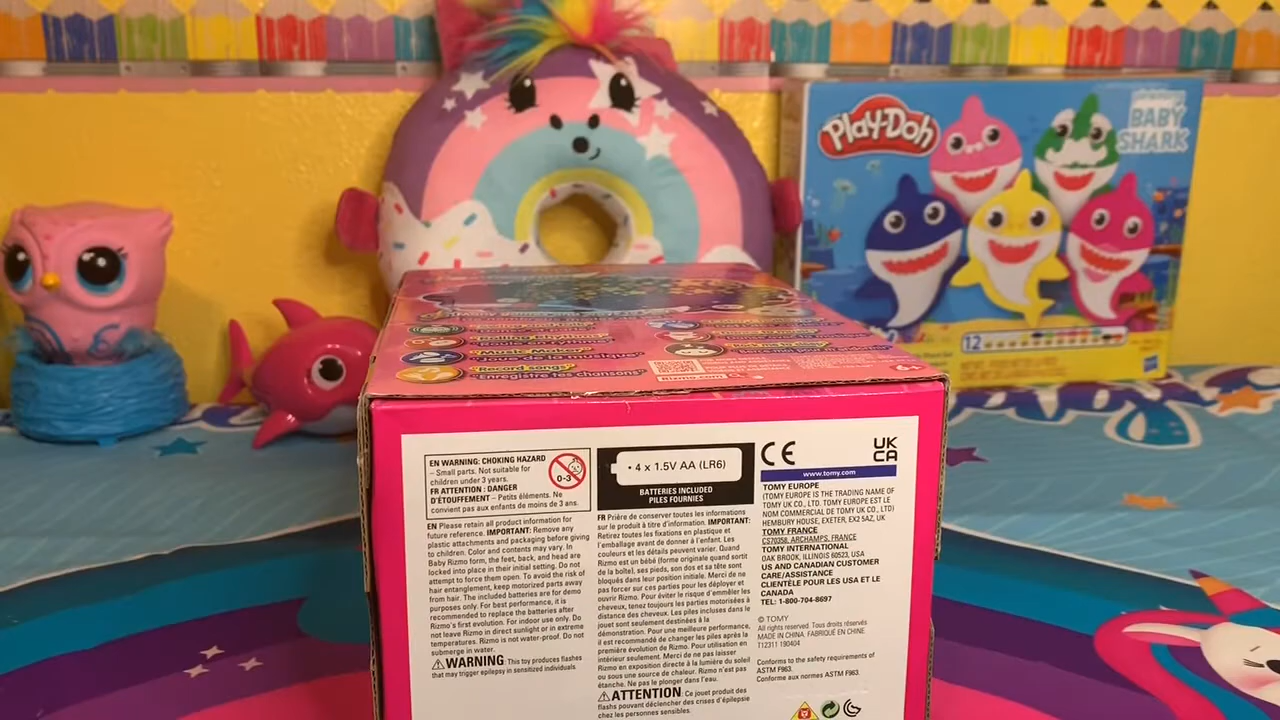 Play-Doh
BABY
SHARK
12
Music Maker
Record songs
Enregistre tes chansons
Rizmo.com
EN WARNING: CHOKING HAZARD
– Small parts. Not suitable for
children under 3 years.
FR ATTENTION : DANGER
D'ÉTOUFFEMENT – Petits éléments. Ne
convient pas aux enfants de moins de 3 ans.
0-3
EN Please retain all product information for
future reference. IMPORTANT: Remove any
plastic attachments and packaging before giving
to children. Color and contents may vary. In
Baby Rizmo form, the feet, back, and head are
locked into place in their initial setting. Do not
attempt to force them open. To avoid the risk of
hair entanglement, keep motorized parts away
from hair. The included batteries are for demo
purposes only. For best performance, it is
recommended to replace the batteries after
Rizmo's first evolution. For indoor use only. Do
not leave Rizmo in direct sunlight or in extreme
temperatures. Rizmo is not water-proof. Do not
submerge in water.
WARNING: This toy produces flashes
that may trigger epilepsy in sensitized individuals
• 4 x 1.5V AA (LR6)
BATTERIES INCLUDED
PILES FOURNIES
FR Prière de conserver toutes les informations
sur le produit à titre d'information. IMPORTANT:
Retirez toutes les fixations en plastique et
l'emballage avant de donner à l'enfant. Les
couleurs et les détails peuvent varier. Quand
Rizmo est un bébé (forme originale quand sortit
de la boîte), ses pieds, son dos et sa tête sont
bloqués dans leur position initiale. Merci de ne
pas forcer sur ces parties pour les déployer et
ouvrir Rizmo. Pour éviter le risque d'emmêler les
cheveux, tenez toujours les parties motorisées à
distance des cheveux. Les piles incluses dans le
jouet sont seulement destinées à la
démonstration. Pour une meilleure performance,
il est recommandé de changer les piles après la
première évolution de Rizmo. Pour utilisation en
intérieur seulement. Merci de ne pas laisser
Rizmo en exposition directe à la lumière du soleil
ou sous une source de chaleur. Rizmo n'est pas
étanche. Ne pas le plonger dans l'eau.
ATTENTION: Ce jouet produit des
flashs pouvant déclencher des crises d'épilepsie
chez les personnes sensibles.
CE
UK
CA
www.tomy.com
TOMY EUROPE
(TOMY EUROPE IS THE TRADING NAME OF
TOMY UK CO., LTD. TOMY EUROPE EST LE
NOM COMMERCIAL DE TOMY UK CO., LTD)
HEMBURY HOUSE, EXETER, EX2 5AZ, UK
TOMY FRANCE
CS70358, ARCHAMPS, FRANCE
TOMY INTERNATIONAL
OAK BROOK, ILLINOIS 60523, USA
US AND CANADIAN CUSTOMER
CARE/ASSISTANCE
CLIENTÈLE POUR LES USA ET LE
CANADA
TEL: 1-800-704-8697
© TOMY
All rights reserved. Tous droits réservés
MADE IN CHINA. FABRIQUÉ EN CHINE
T12311 190404
Conforms to the safety requirements of
ASTM F963.
Conforme aux normes ASTM F963.